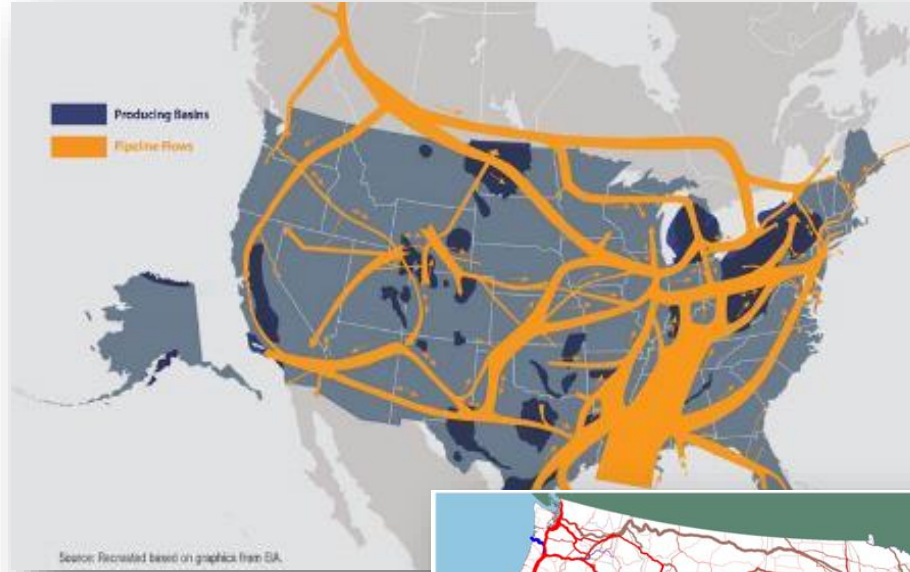 Producing Basins
Pipeline Flows
Source: Recreated based on graphics from EIA.